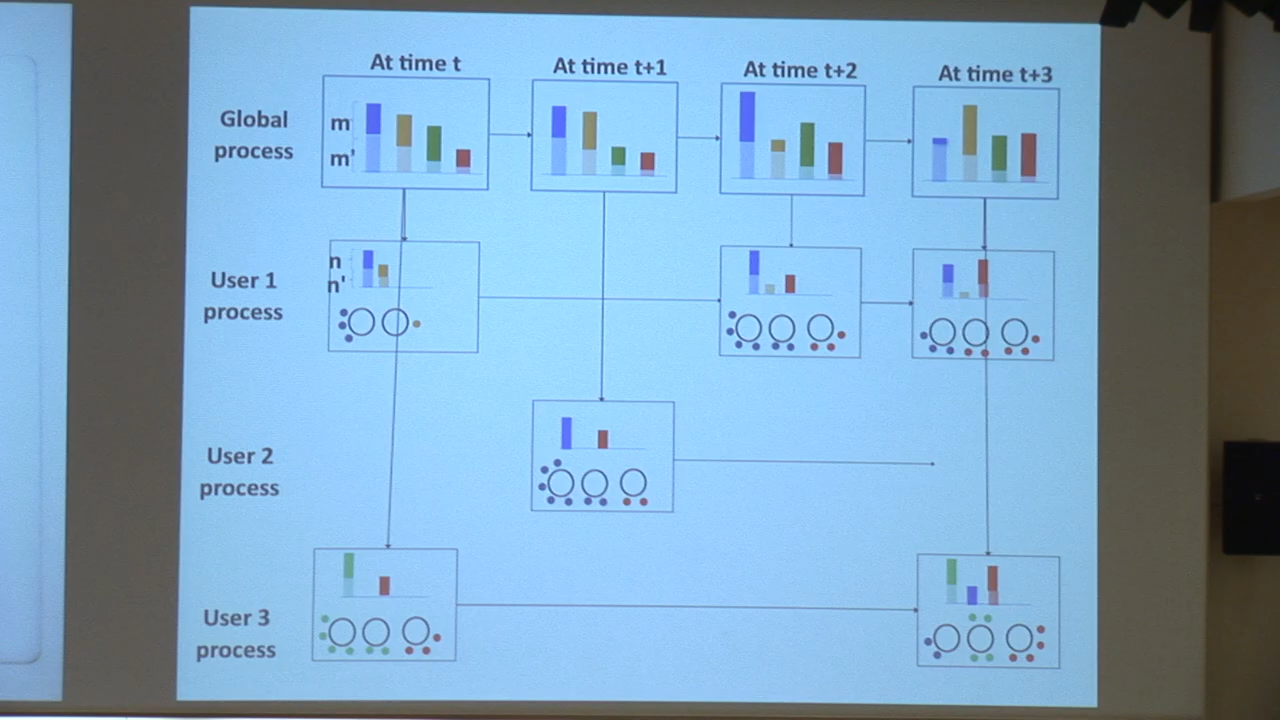 At time t
At time t+1
At time t+2
At time t+3
Global
process
m
m'
User 1
process
n
n'
User 2
process
User 3
process